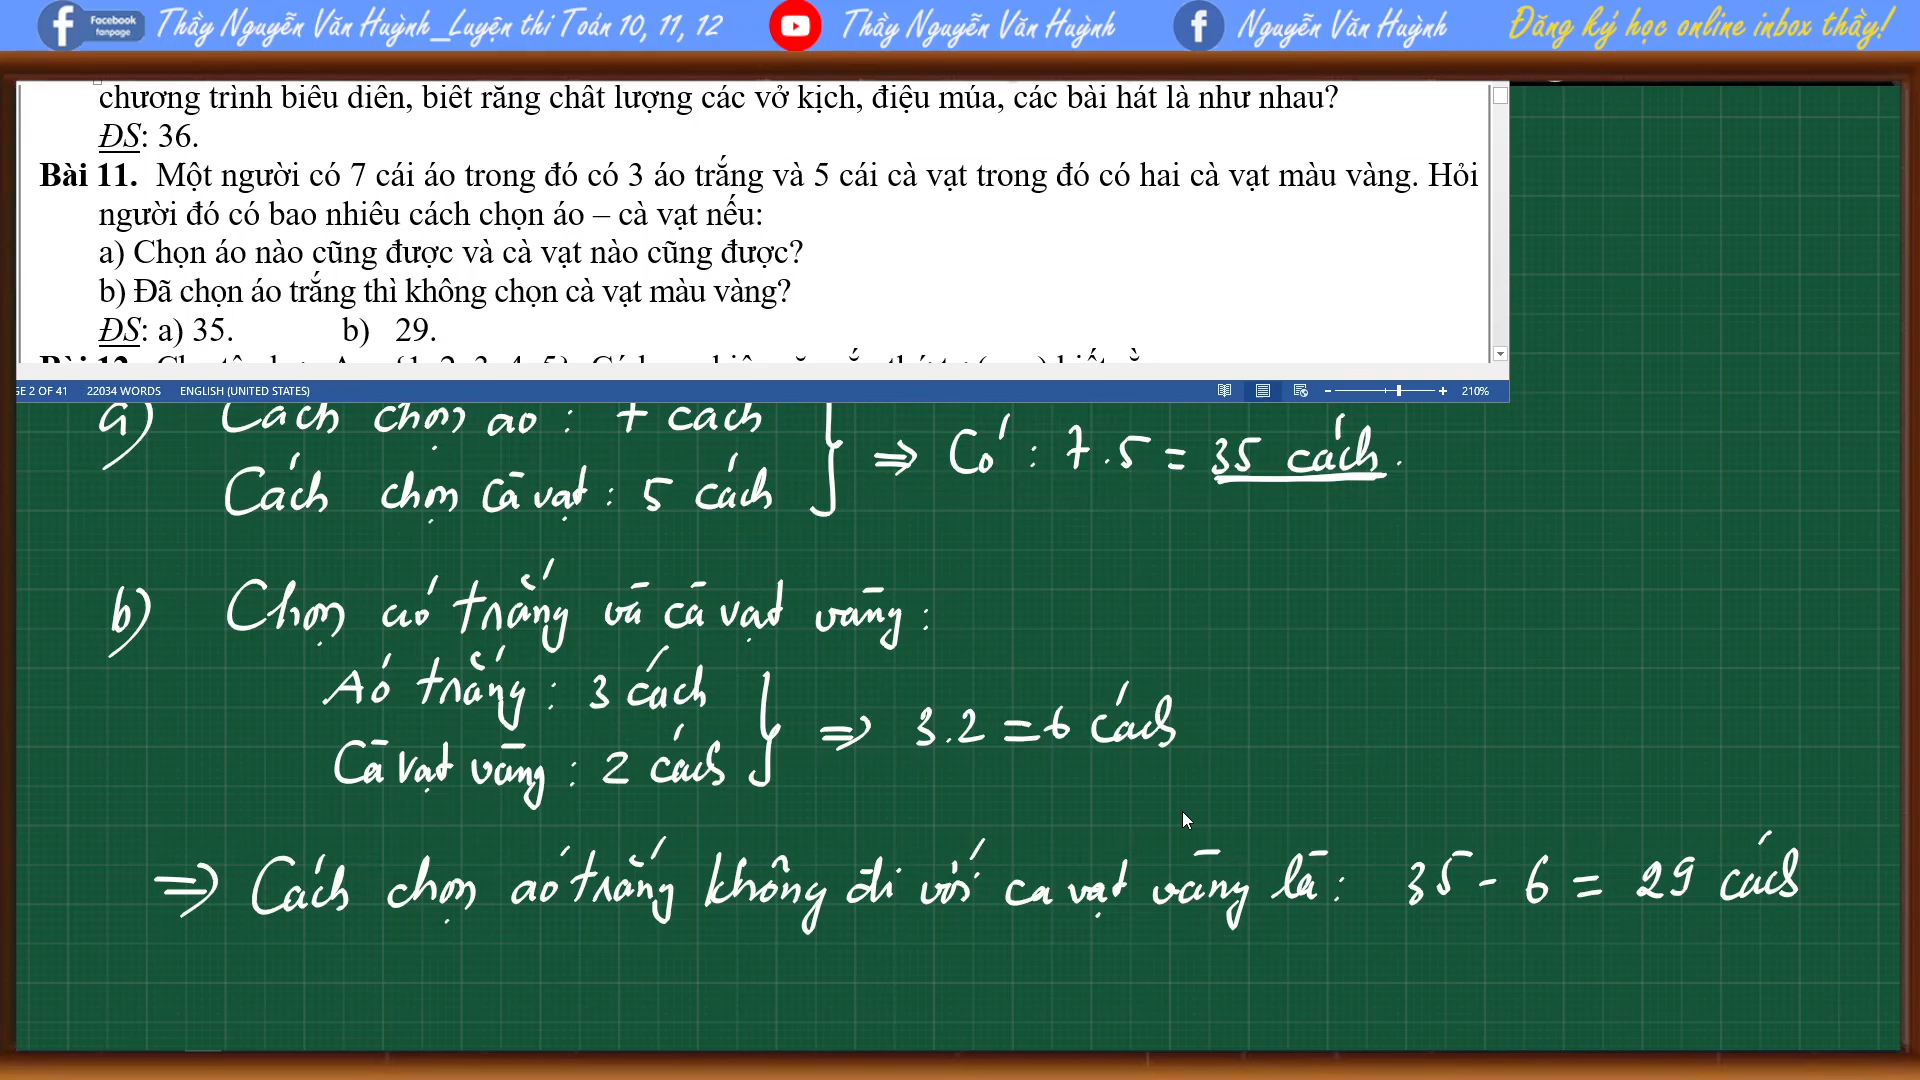 Facebook fanpage Thầy Nguyễn Văn Huỳnh_Luyện thi Toán 10, 11, 12 Thầy Nguyễn Văn Huỳnh Nguyễn Văn Huỳnh Đăng ký học online inbox thầy!
chương trình biểu diễn, biết rằng chất lượng các vở kịch, điệu múa, các bài hát là như nhau?
ĐS: 36.
Bài 11. Một người có 7 cái áo trong đó có 3 áo trắng và 5 cái cà vạt trong đó có hai cà vạt màu vàng. Hỏi
người đó có bao nhiêu cách chọn áo – cà vạt nếu:
a) Chọn áo nào cũng được và cà vạt nào cũng được?
b) Đã chọn áo trắng thì không chọn cà vạt màu vàng?
ĐS: a) 35. b) 29.
GE 2 OF 41 22034 WORDS ENGLISH (UNITED STATES) 210%
a) Cách chọn áo : 7 cách
Cách chọn cà vạt : 5 cách
⇒ Có : 7.5 = 35 cách.
b) Chọn áo trắng và cà vạt vàng :
Áo trắng : 3 cách
Cà vạt vàng : 2 cách
⇒ 3.2 = 6 cách
⇒ Cách chọn áo trắng không đi với ca vạt vàng là : 35 - 6 = 29 cách